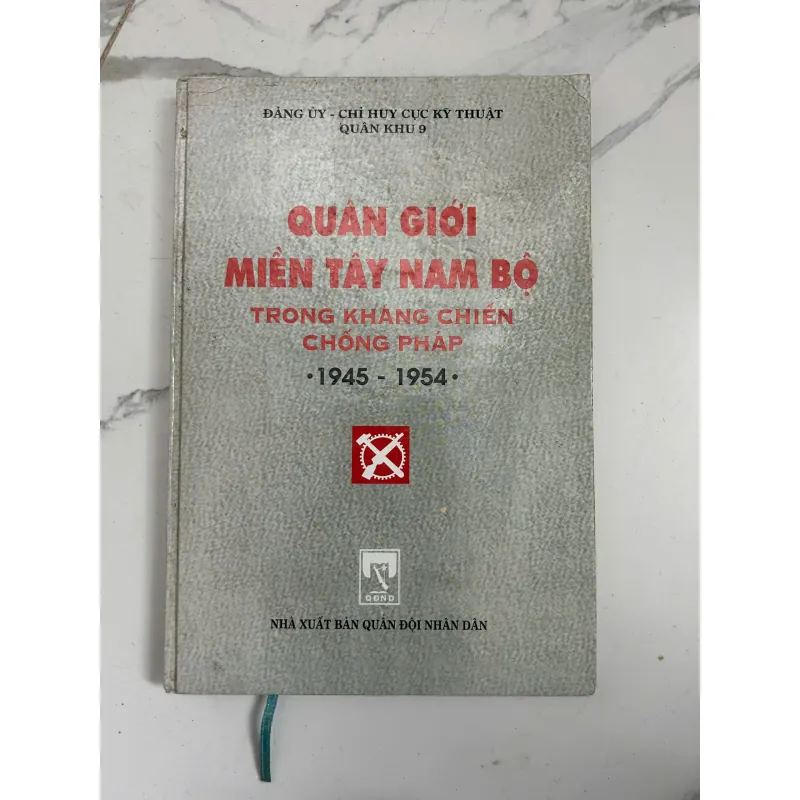 ĐẢNG ỦY - CHỈ HUY CỤC KỸ THUẬT
QUÂN KHU 9
QUÂN GIỚI
MIỀN TÂY NAM BỘ
TRONG KHÁNG CHIẾN
CHỐNG PHÁP
•1945 - 1954•
QĐND
NHÀ XUẤT BẢN QUÂN ĐỘI NHÂN DÂN